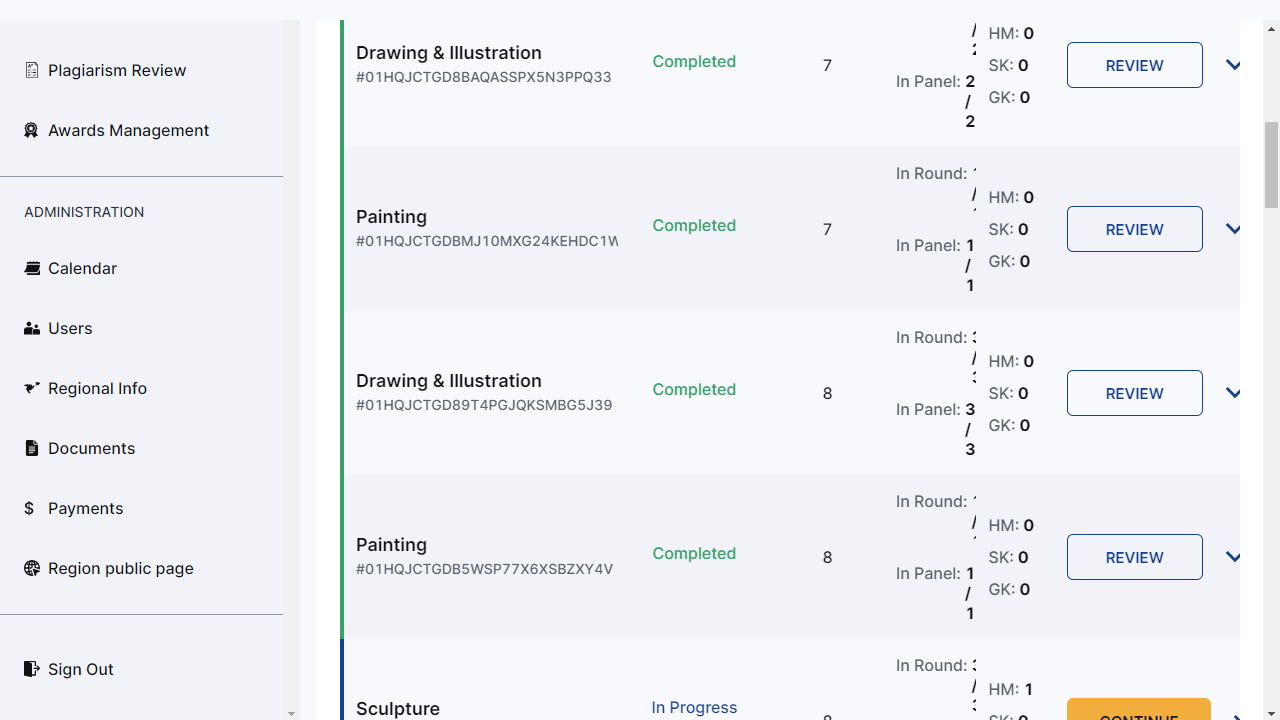 Plagiarism Review
Awards Management
ADMINISTRATION
Calendar
Users
Regional Info
Documents
$ Payments
Region public page
Sign Out
Drawing & Illustration
#01HQJCTGD8BAQASSPX5N3PPQ33
Completed
7
/
In Panel: 2
/
2
HM: 0
SK: 0
GK: 0
REVIEW
Painting
#01HQJCTGDBMJ10MXG24KEHDC1W
Completed
7
In Round:
/
In Panel: 1
/
1
HM: 0
SK: 0
GK: 0
REVIEW
Drawing & Illustration
#01HQJCTGD89T4PGJQKSMBG5J39
Completed
8
In Round: 3
/
3
In Panel: 3
/
3
HM: 0
SK: 0
GK: 0
REVIEW
Painting
#01HQJCTGDB5WSP77X6XSBZXY4V
Completed
8
In Round:
/
In Panel: 1
/
1
HM: 0
SK: 0
GK: 0
REVIEW
Sculpture
In Progress
8
In Round: 3
/
3
HM: 1
SK: 0
CONTINUE